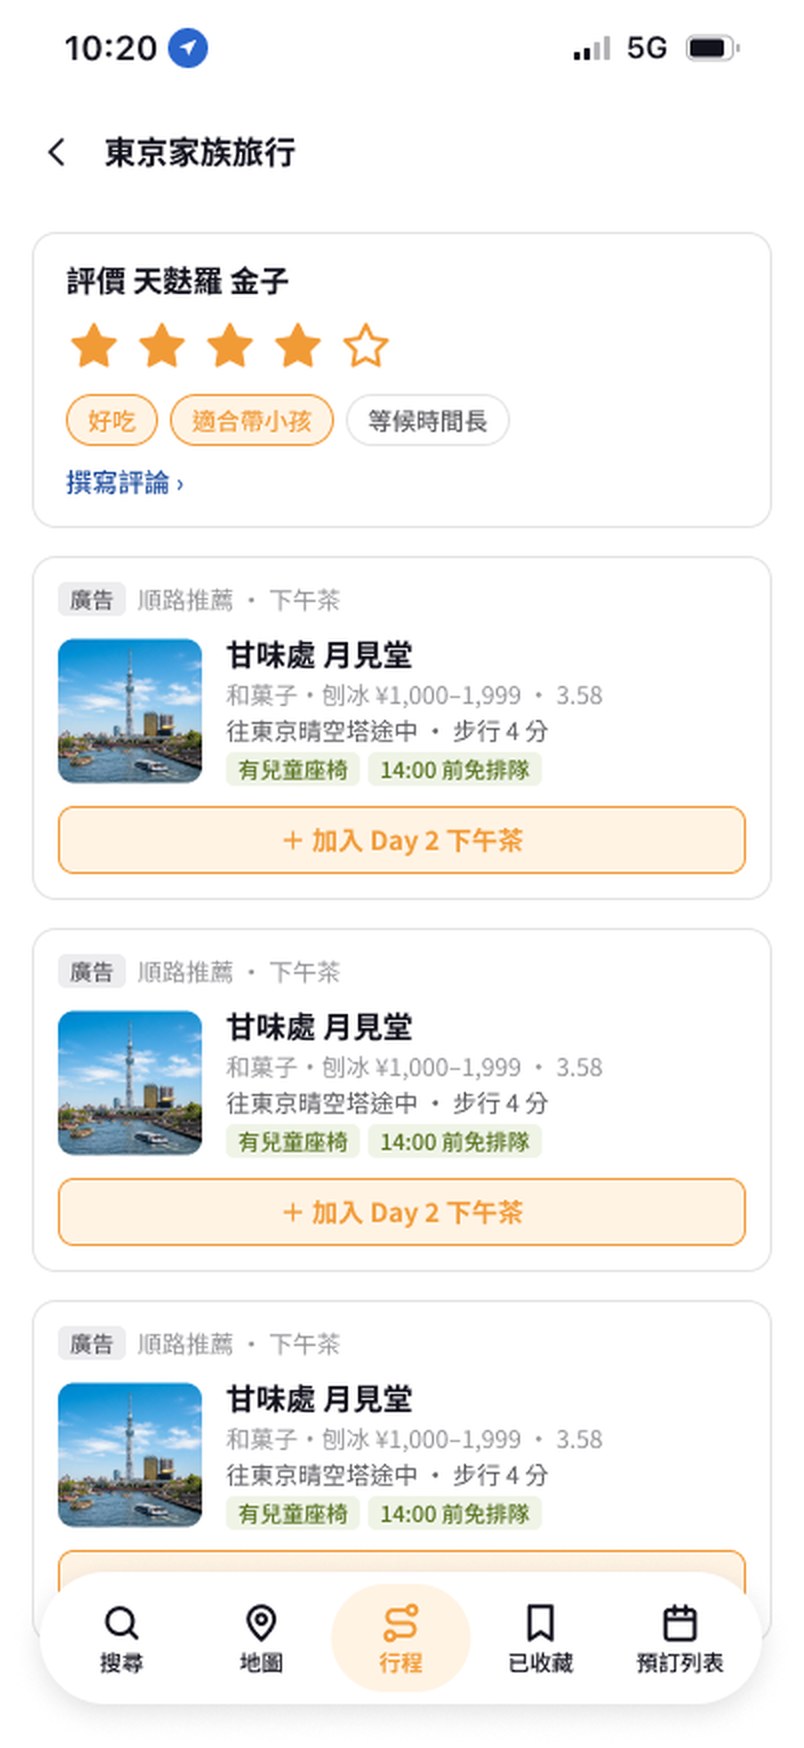 10:20
5G
東京家族旅行
評價 天麩羅 金子
好吃
適合帶小孩
等候時間長
撰寫評論 ›
廣告 順路推薦 · 下午茶
甘味處 月見堂
和菓子・刨冰 ¥1,000–1,999 · 3.58
往東京晴空塔途中 · 步行 4 分
有兒童座椅
14:00 前免排隊
＋ 加入 Day 2 下午茶
廣告 順路推薦 · 下午茶
甘味處 月見堂
和菓子・刨冰 ¥1,000–1,999 · 3.58
往東京晴空塔途中 · 步行 4 分
有兒童座椅
14:00 前免排隊
＋ 加入 Day 2 下午茶
廣告 順路推薦 · 下午茶
甘味處 月見堂
和菓子・刨冰 ¥1,000–1,999 · 3.58
往東京晴空塔途中 · 步行 4 分
有兒童座椅
14:00 前免排隊
搜尋
地圖
行程
已收藏
預訂列表